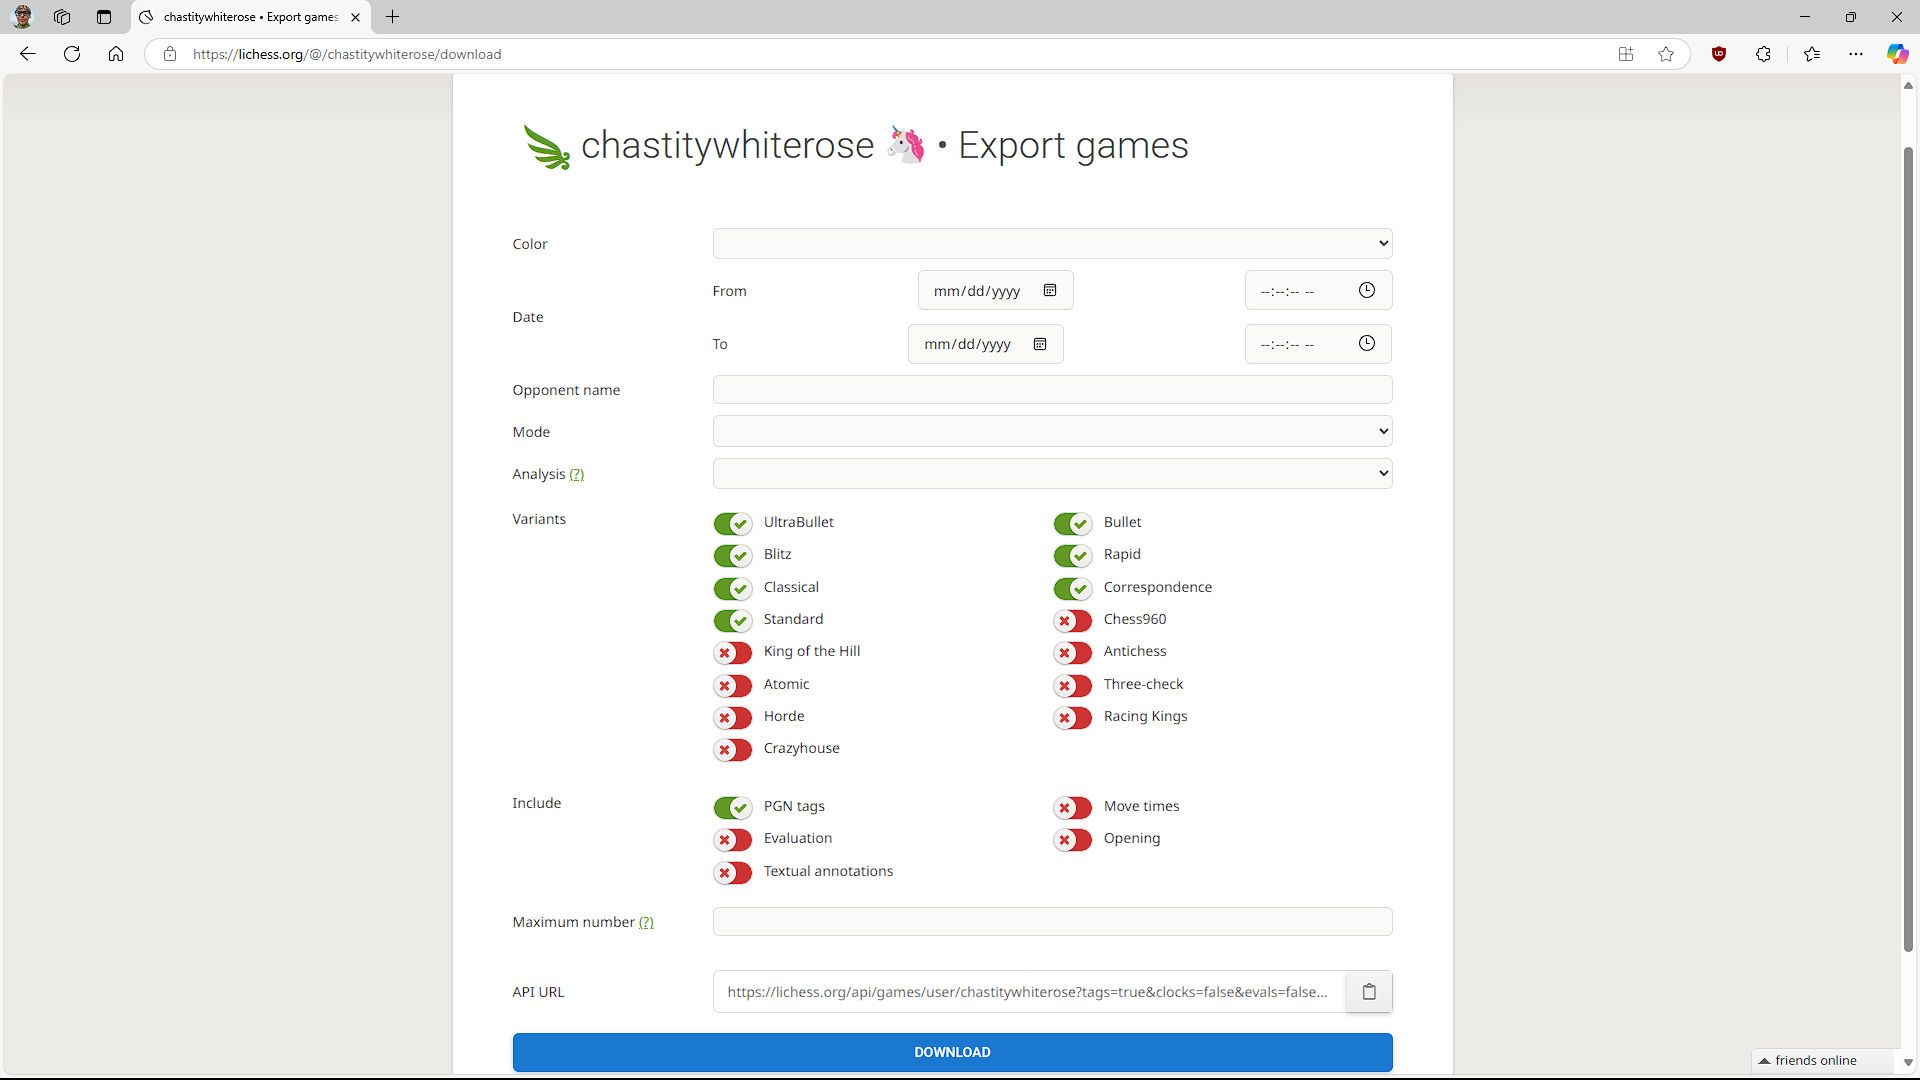 chastitywhiterose • Export games
https://lichess.org/@/chastitywhiterose/download
chastitywhiterose • Export games
Color
Date
From mm/dd/yyyy --:--:-- --
To mm/dd/yyyy --:--:-- --
Opponent name
Mode
Analysis (?)
Variants
UltraBullet Bullet
Blitz Rapid
Classical Correspondence
Standard Chess960
King of the Hill Antichess
Atomic Three-check
Horde Racing Kings
Crazyhouse
Include
PGN tags Move times
Evaluation Opening
Textual annotations
Maximum number (?)
API URL https://lichess.org/api/games/user/chastitywhiterose?tags=true&clocks=false&evals=false...
DOWNLOAD
friends online